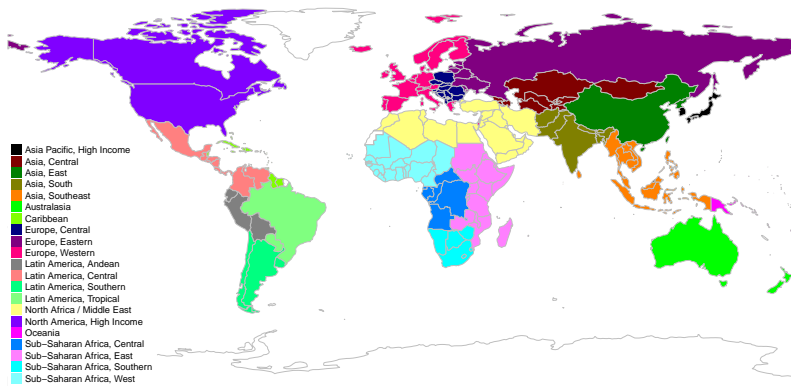 Asia Pacific, High Income
Asia, Central
Asia, East
Asia, South
Asia, Southeast
Australasia
Caribbean
Europe, Central
Europe, Eastern
Europe, Western
Latin America, Andean
Latin America, Central
Latin America, Southern
Latin America, Tropical
North Africa / Middle East
North America, High Income
Oceania
Sub−Saharan Africa, Central
Sub−Saharan Africa, East
Sub−Saharan Africa, Southern
Sub−Saharan Africa, West